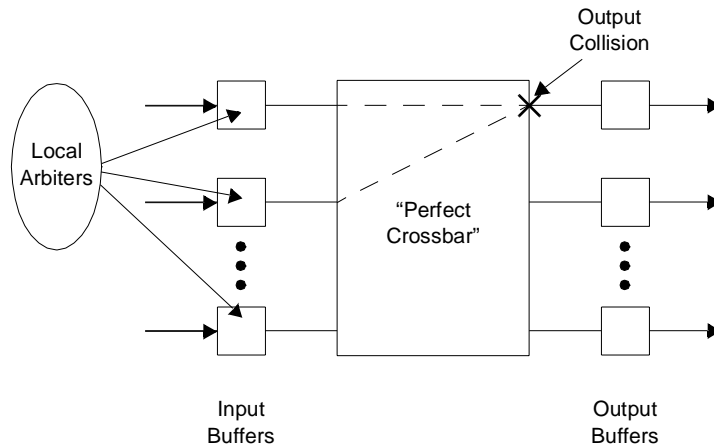 Output
Collision
Local
Arbiters
“Perfect
Crossbar”
Input
Buffers
Output
Buffers